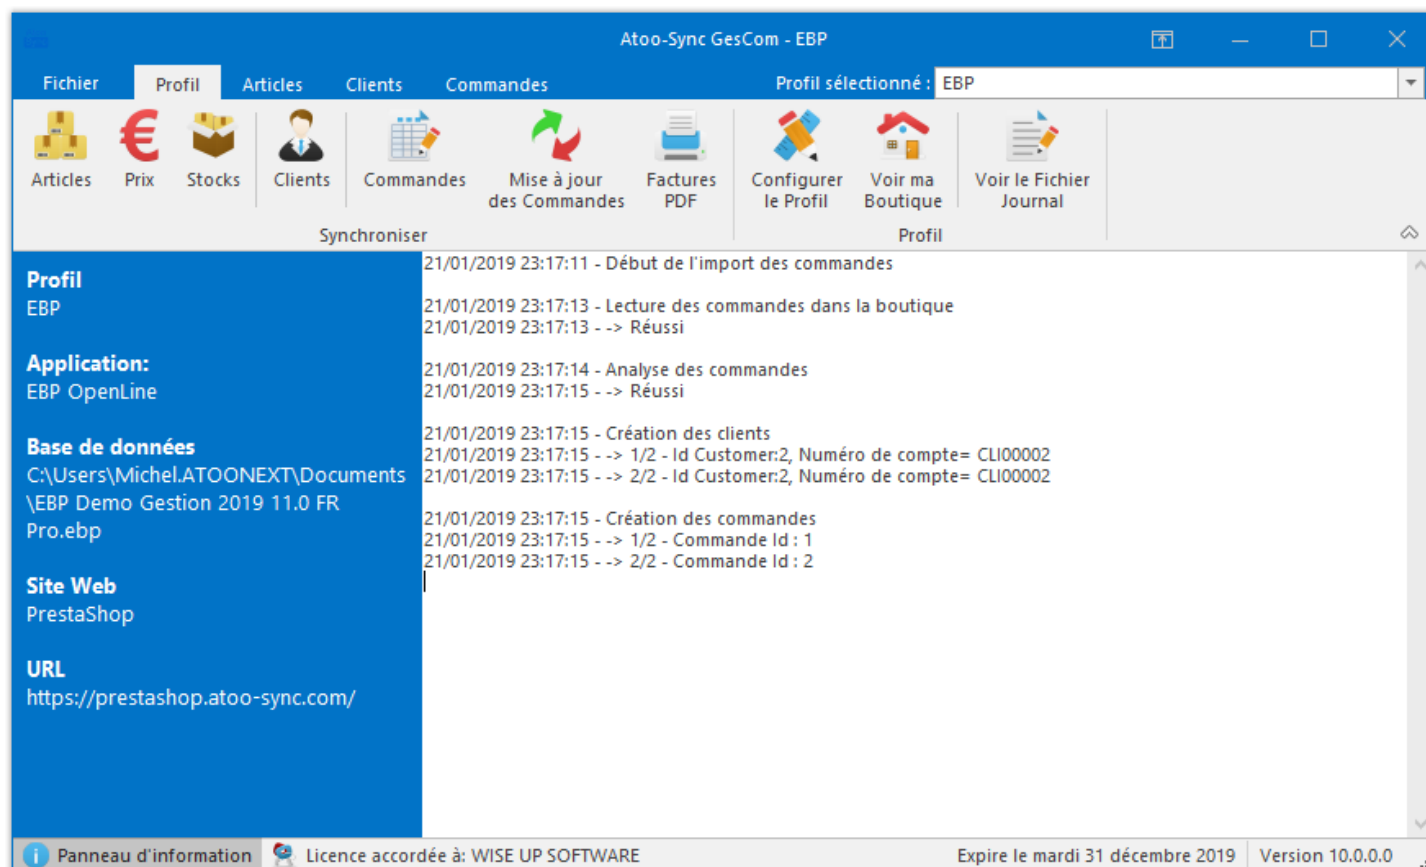 Atoo-Sync GesCom - EBP
Fichier Profil Articles Clients Commandes Profil sélectionné : EBP
Articles Prix Stocks Clients Commandes Mise à jour Factures Configurer Voir ma Voir le Fichier
des Commandes PDF le Profil Boutique Journal
Synchroniser Profil
Profil
EBP
Application:
EBP OpenLine
Base de données
C:\Users\Michel.ATOONEXT\Documents
\EBP Demo Gestion 2019 11.0 FR
Pro.ebp
Site Web
PrestaShop
URL
https://prestashop.atoo-sync.com/
21/01/2019 23:17:11 - Début de l'import des commandes
21/01/2019 23:17:13 - Lecture des commandes dans la boutique
21/01/2019 23:17:13 - -> Réussi
21/01/2019 23:17:14 - Analyse des commandes
21/01/2019 23:17:15 - -> Réussi
21/01/2019 23:17:15 - Création des clients
21/01/2019 23:17:15 - -> 1/2 - Id Customer:2, Numéro de compte= CLI00002
21/01/2019 23:17:15 - -> 2/2 - Id Customer:2, Numéro de compte= CLI00002
21/01/2019 23:17:15 - Création des commandes
21/01/2019 23:17:15 - -> 1/2 - Commande Id : 1
21/01/2019 23:17:15 - -> 2/2 - Commande Id : 2
Panneau d'information Licence accordée à: WISE UP SOFTWARE Expire le mardi 31 décembre 2019 Version 10.0.0.0